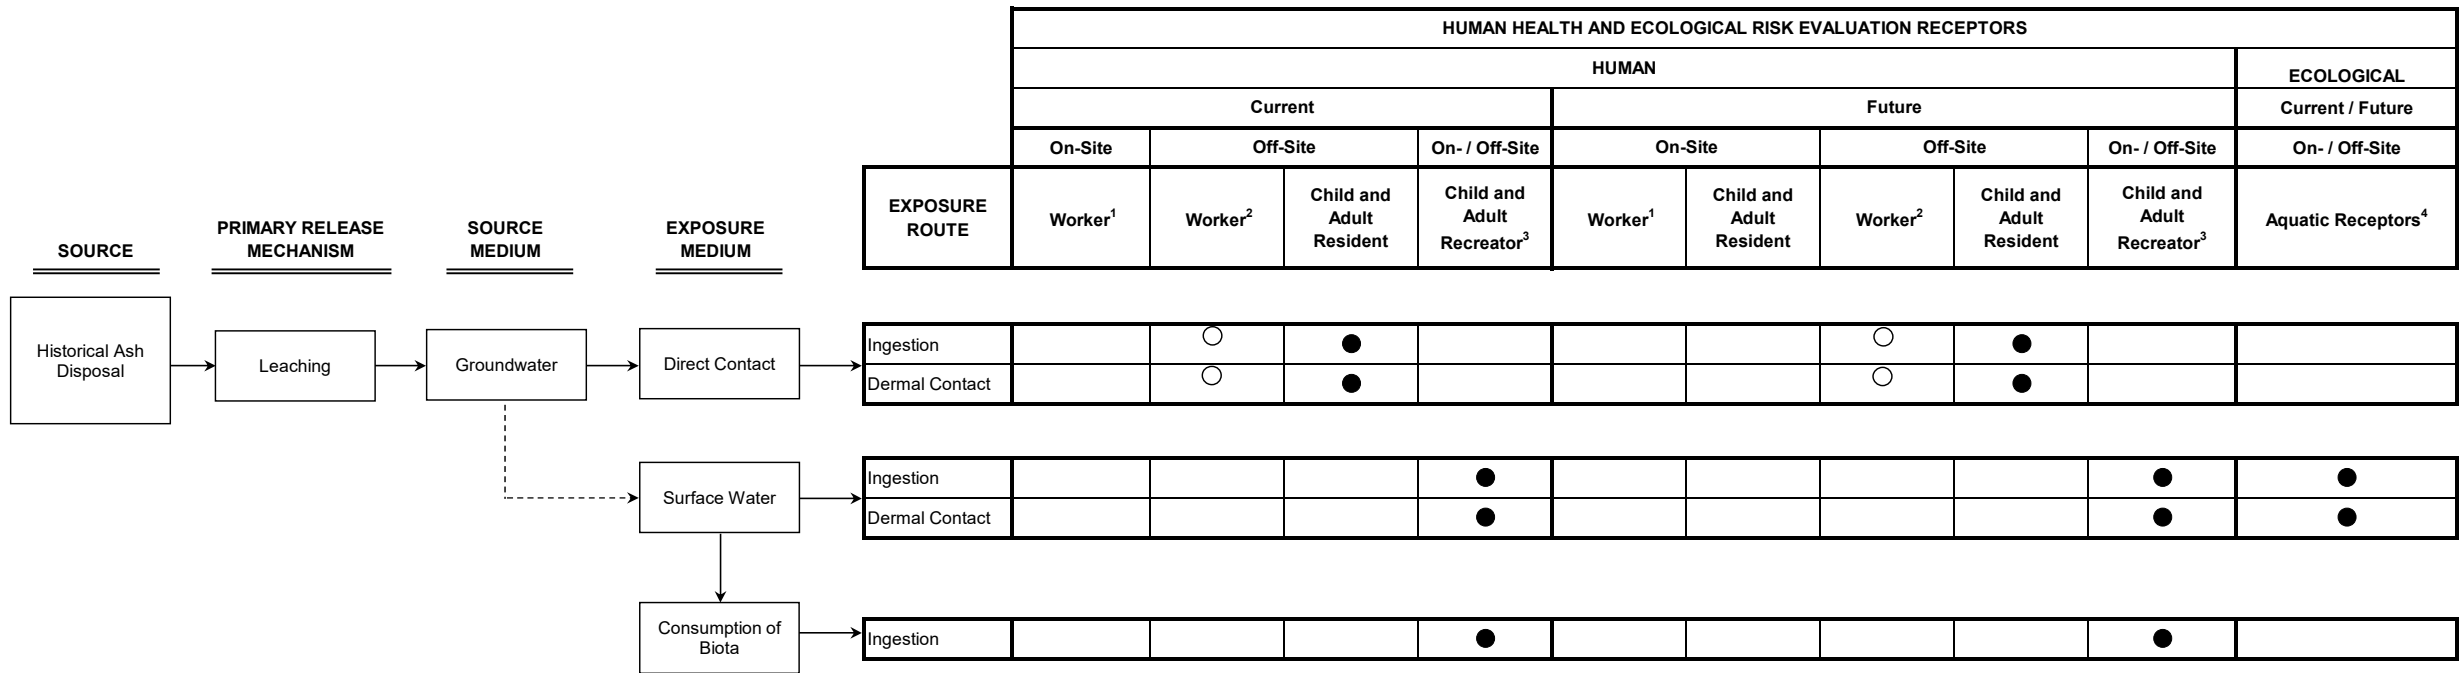 HUMAN HEALTH AND ECOLOGICAL RISK EVALUATION RECEPTORS
HUMAN
ECOLOGICAL
Current
Future
Current / Future
On-Site
Off-Site
On- / Off-Site
On-Site
Off-Site
On- / Off-Site
On- / Off-Site
EXPOSURE
ROUTE
Worker1
Worker2
Child and
Adult
Resident
Child and
Adult
Recreator3
Worker1
Child and
Adult
Resident
Worker2
Child and
Adult
Resident
Child and
Adult
Recreator3
Aquatic Receptors4
SOURCE
PRIMARY RELEASE
MECHANISM
SOURCE
MEDIUM
EXPOSURE
MEDIUM
Historical Ash
Disposal
Leaching
Groundwater
Direct Contact
Ingestion
Dermal Contact
Surface Water
Ingestion
Dermal Contact
Consumption of
Biota
Ingestion